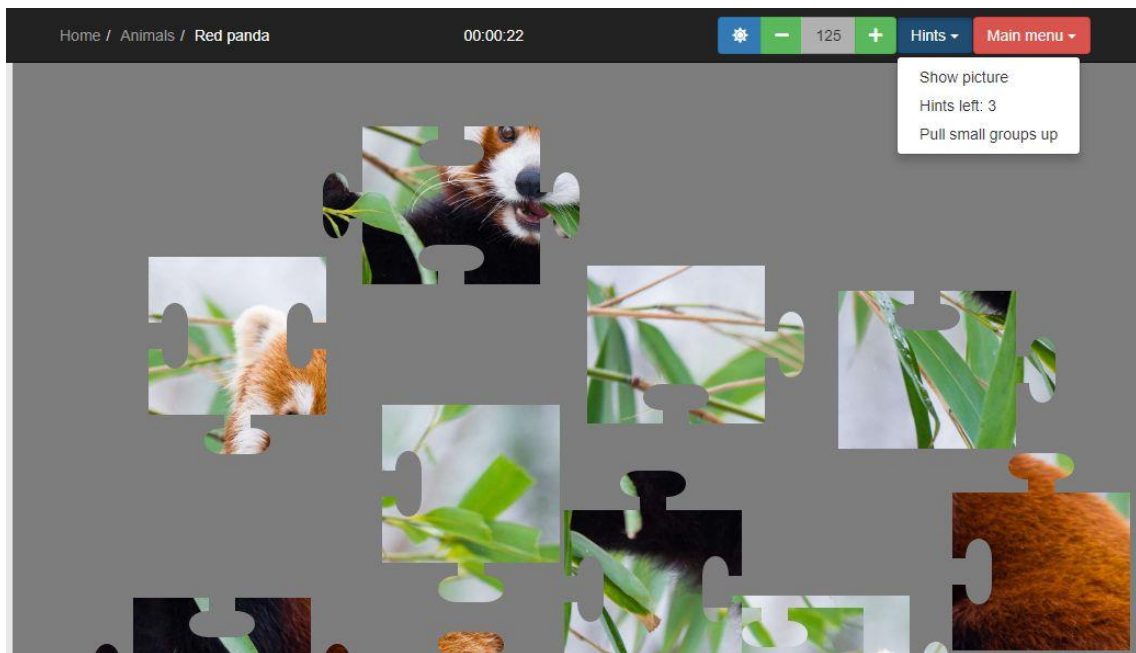 Home / Animals / Red panda 00:00:22 125 Hints Main menu
Show picture
Hints left: 3
Pull small groups up